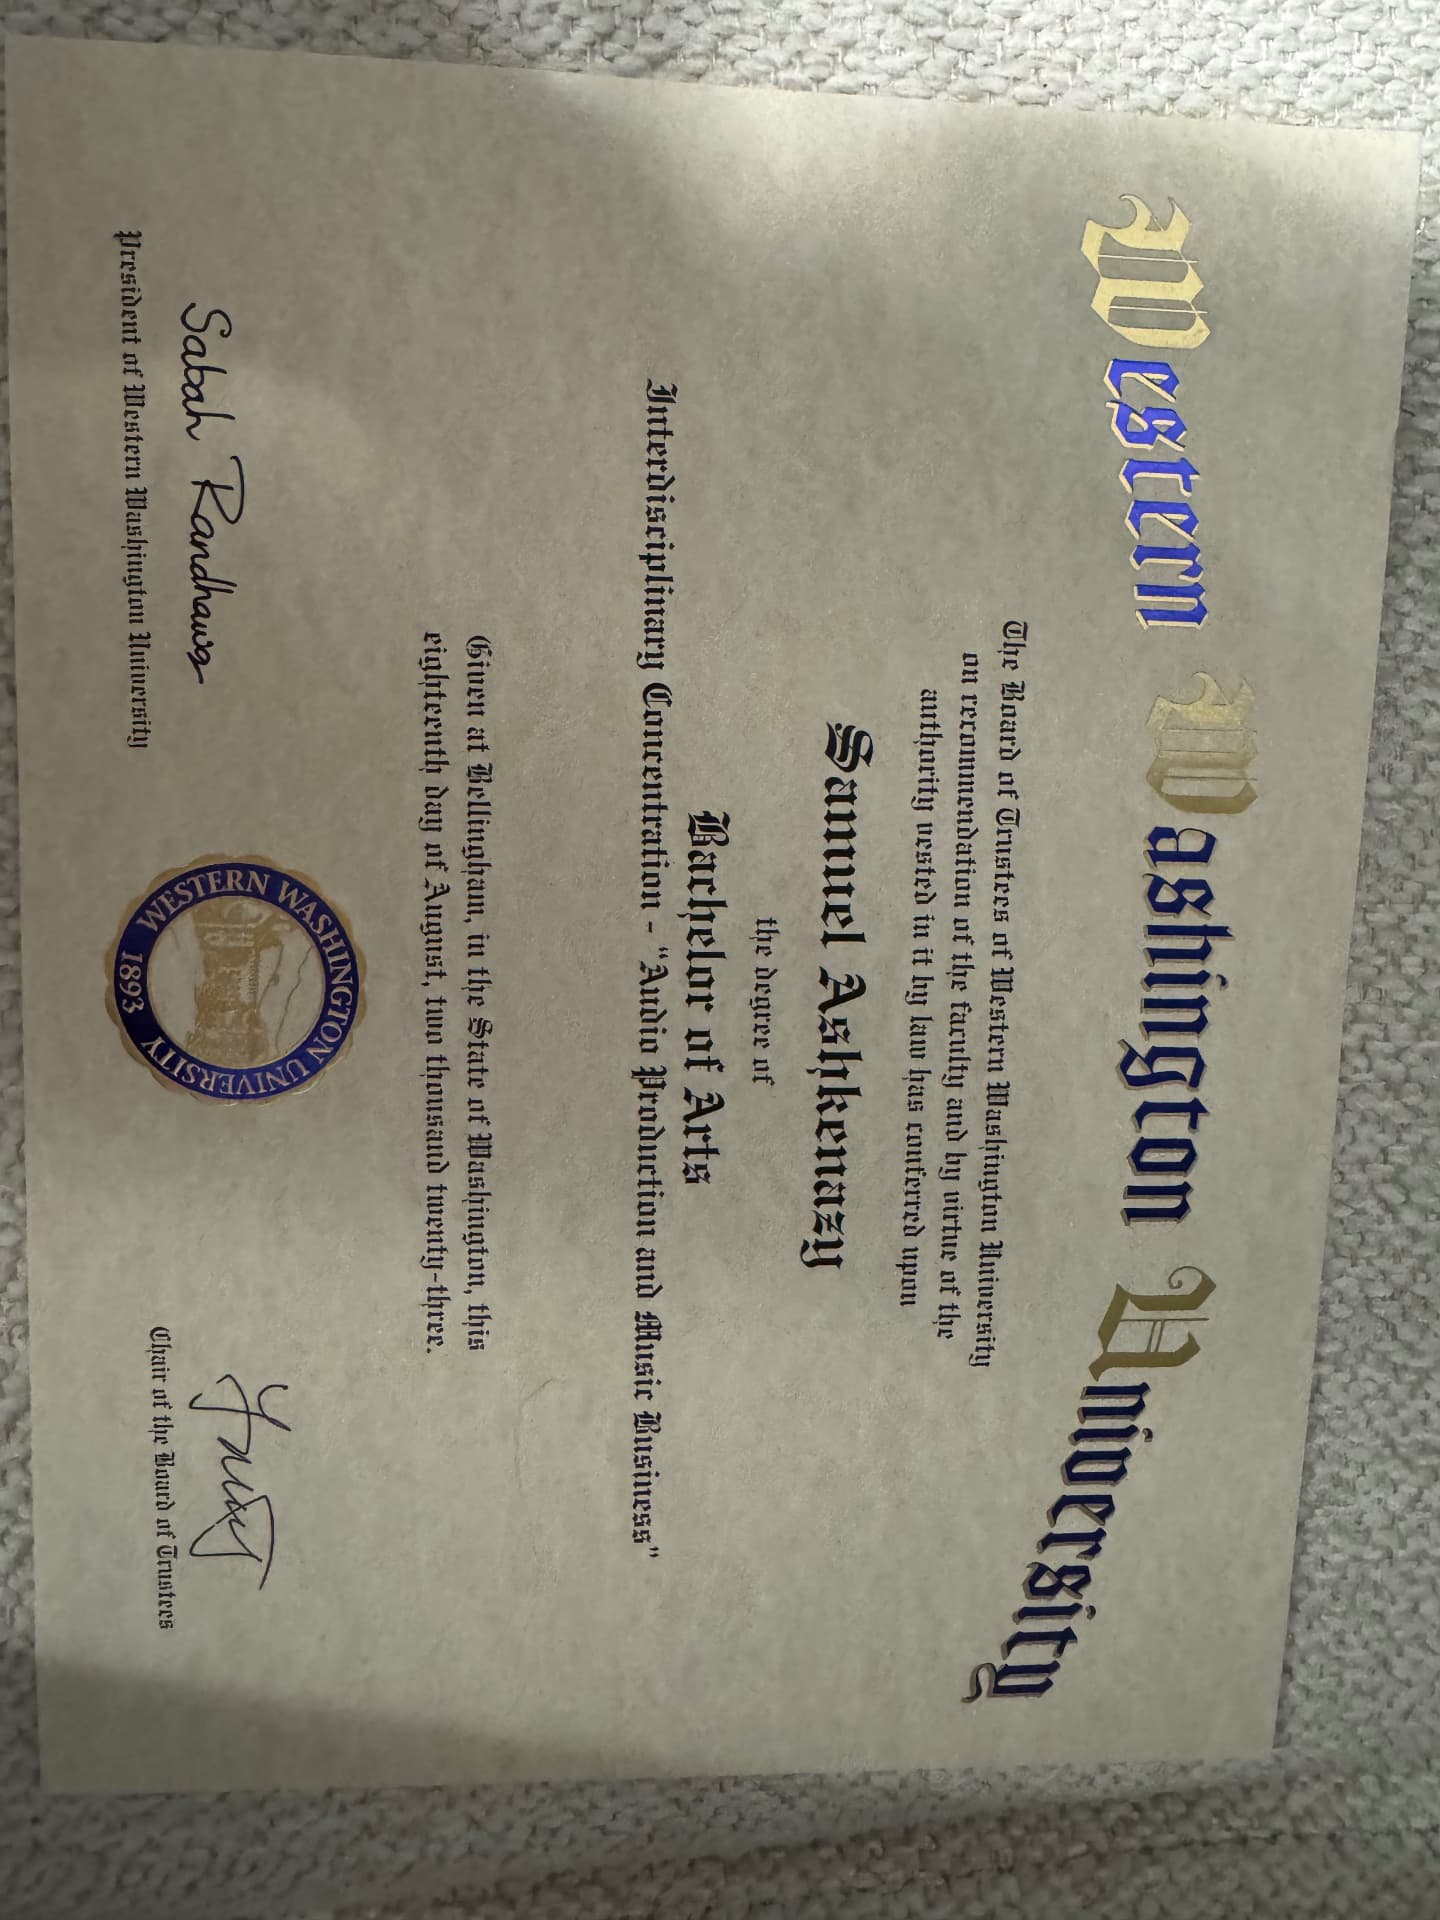 Western Washington University
The Board of Trustees of Western Washington University
on recommendation of the faculty and by virtue of the
authority vested in it by law has conferred upon
Samuel Ashkenazy
the degree of
Bachelor of Arts
Interdisciplinary Concentration - "Audio Production and Music Business"
Given at Bellingham, in the State of Washington, this
eighteenth day of August, two thousand twenty-three.
Sabah Randhawa
President of Western Washington University
WESTERN WASHINGTON UNIVERSITY
1893
Chair of the Board of Trustees